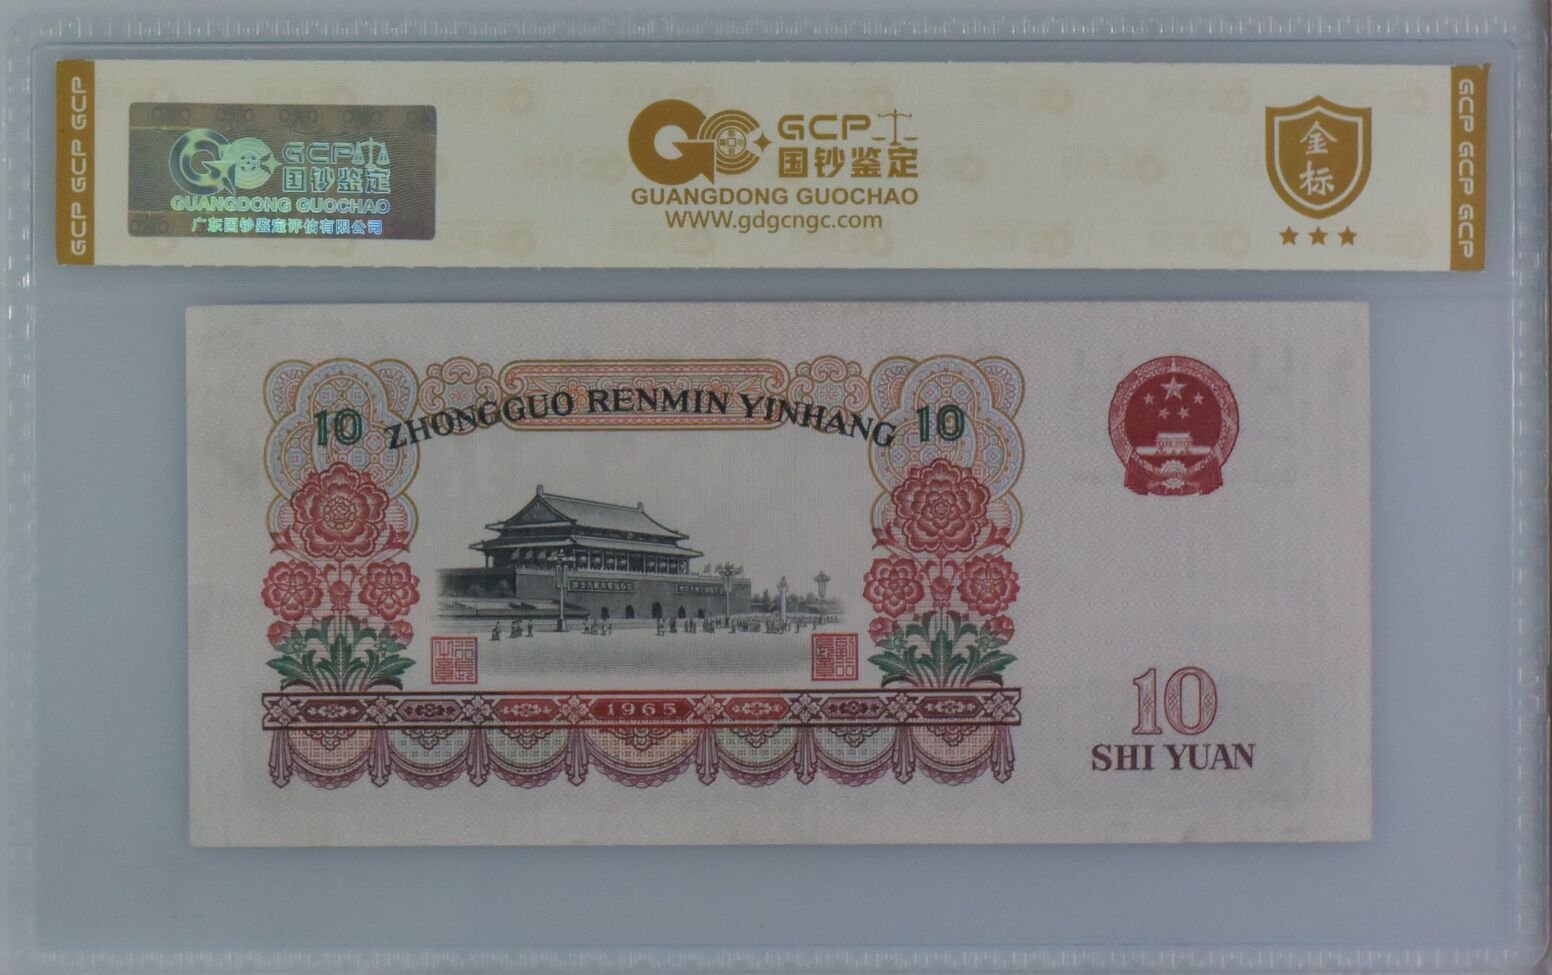 GCP GCP GCP
GCP
国钞鉴定
GUANGDONG GUOCHAO
广东国钞鉴定评估有限公司
GCP
国钞鉴定
GUANGDONG GUOCHAO
WWW.gdgcngc.com
金
标
GCP GCP GCP
10 ZHONGGUO RENMIN YINHANG 10
1965
10
SHI YUAN